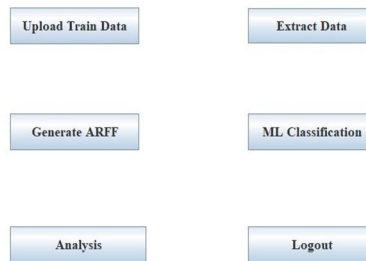 Upload Train Data
Extract Data
Generate ARFF
ML Classification
Analysis
Logout